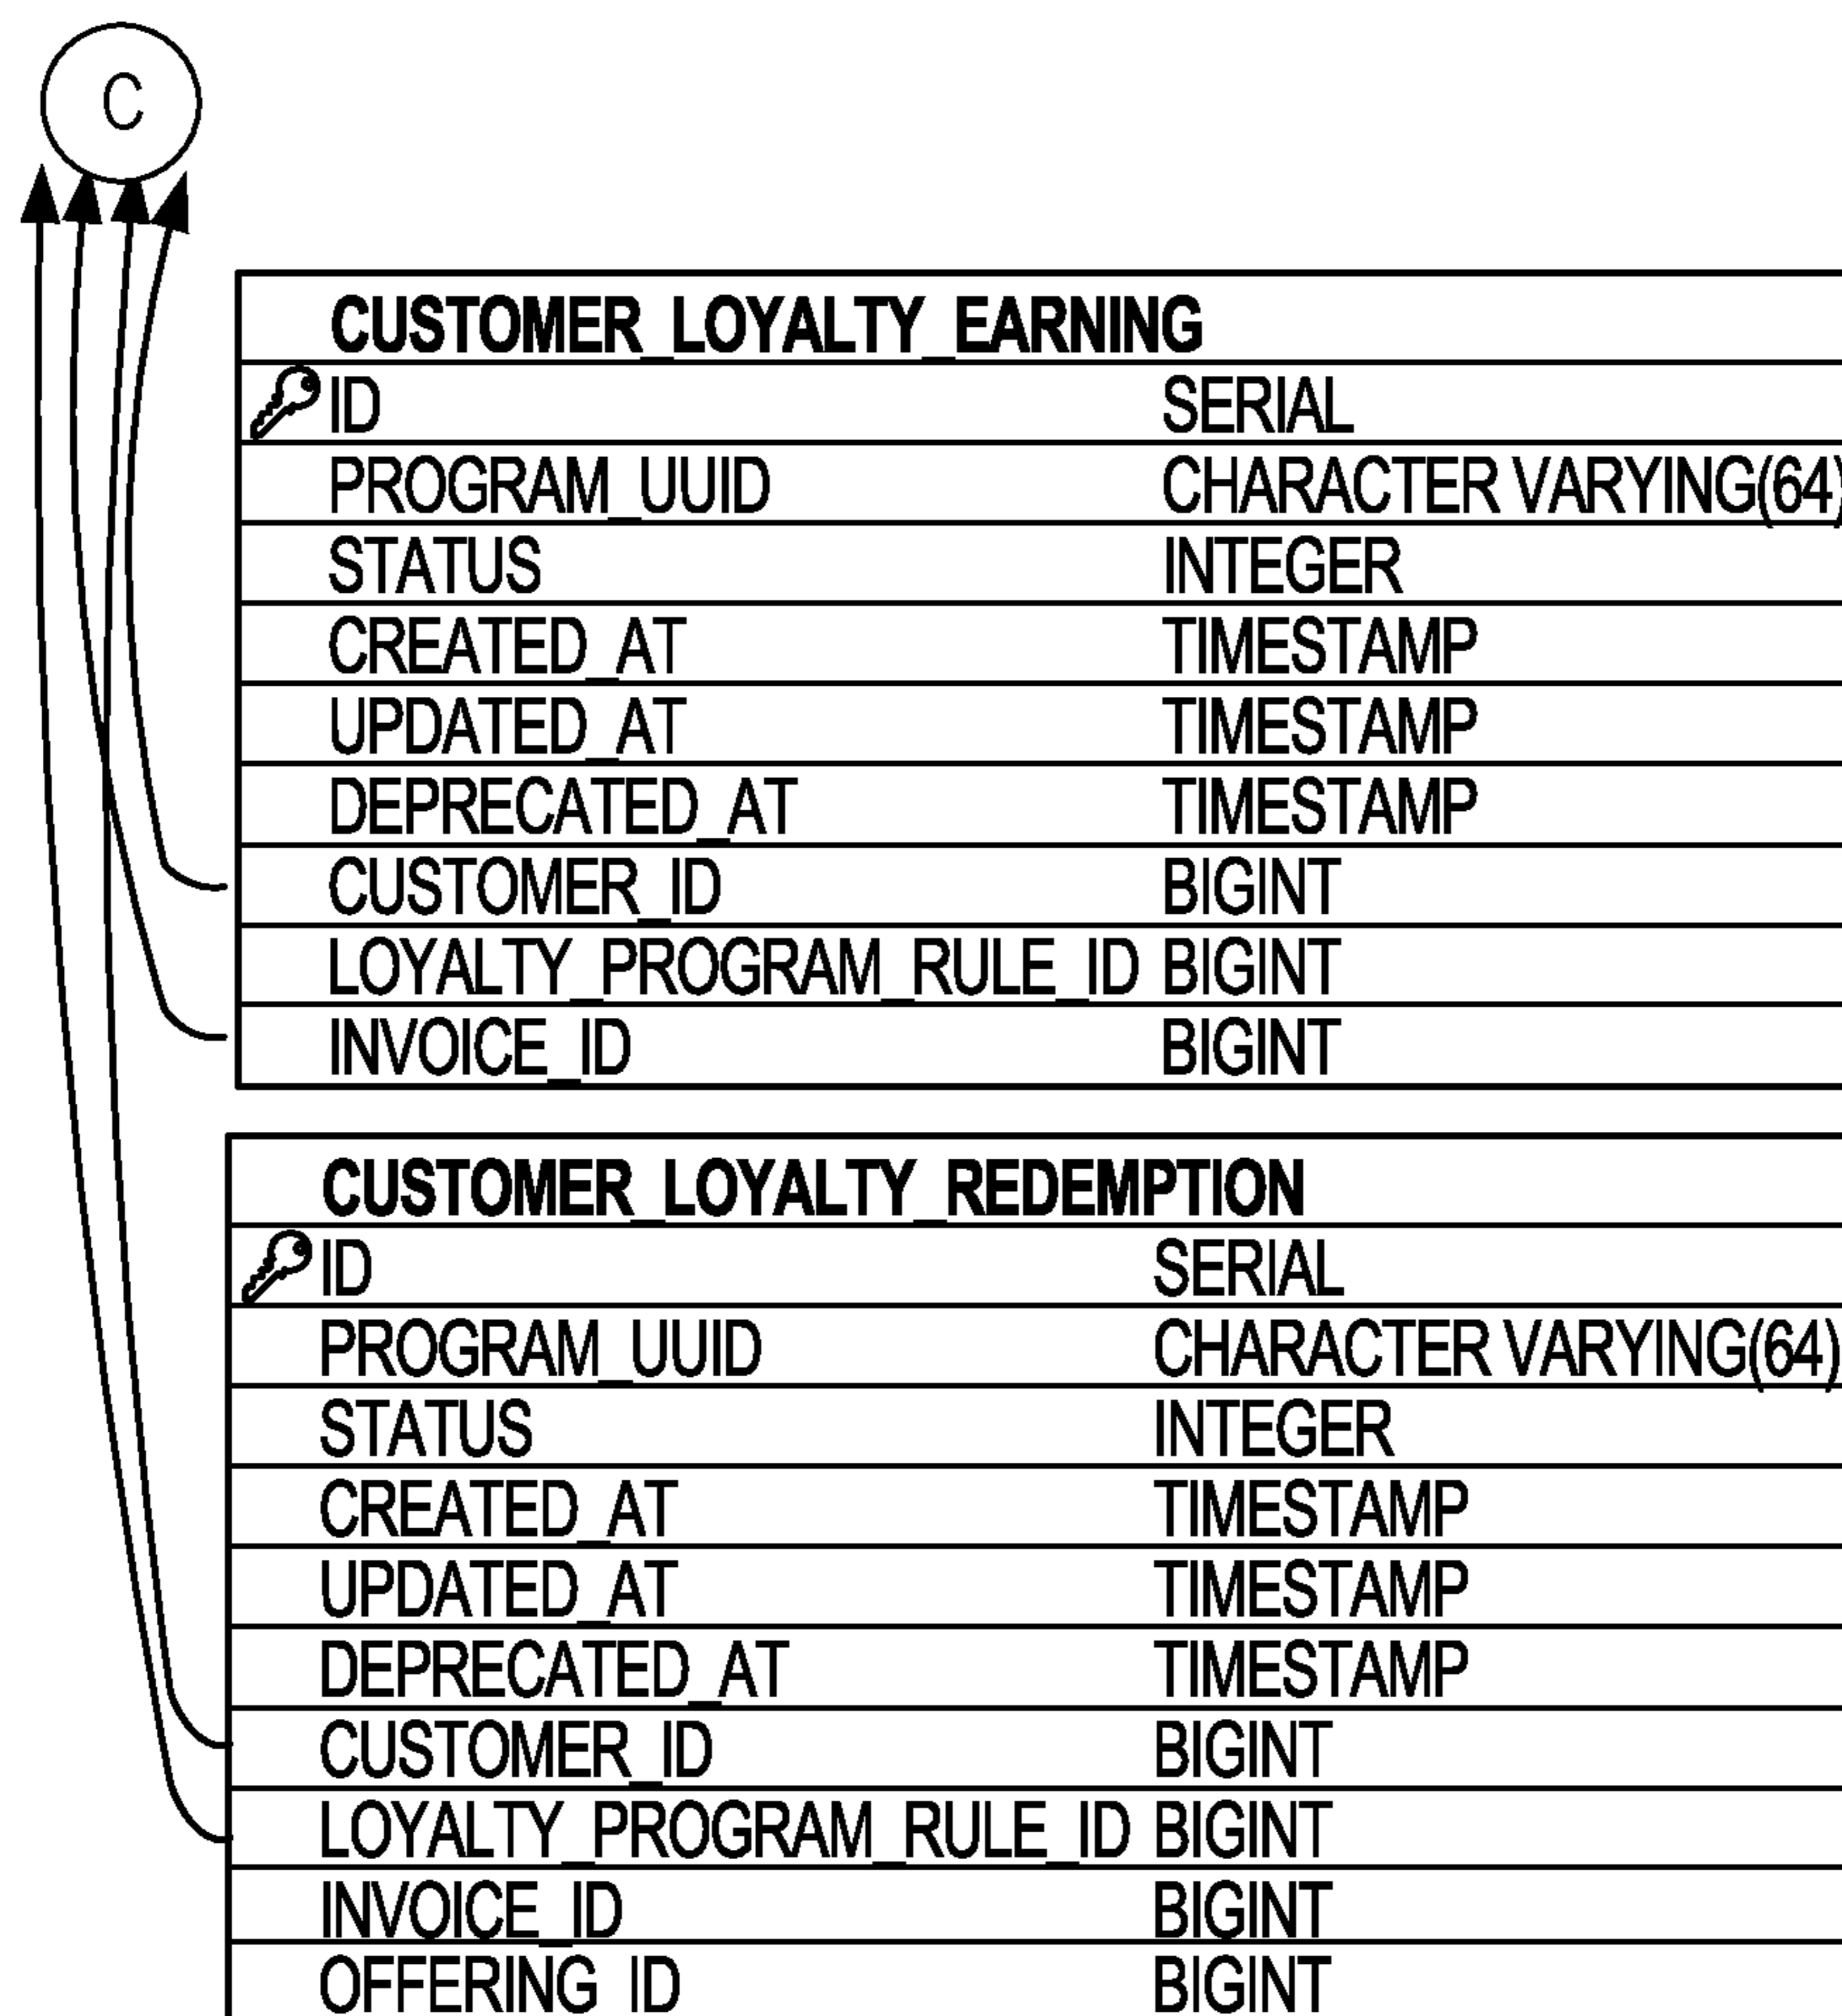 C
CUSTOMER_LOYALTY_EARNING
ID SERIAL
PROGRAM_UUID CHARACTER VARYING(64)
STATUS INTEGER
CREATED_AT TIMESTAMP
UPDATED_AT TIMESTAMP
DEPRECATED_AT TIMESTAMP
CUSTOMER_ID BIGINT
LOYALTY_PROGRAM_RULE_ID BIGINT
INVOICE_ID BIGINT
CUSTOMER_LOYALTY_REDEMPTION
ID SERIAL
PROGRAM_UUID CHARACTER VARYING(64)
STATUS INTEGER
CREATED_AT TIMESTAMP
UPDATED_AT TIMESTAMP
DEPRECATED_AT TIMESTAMP
CUSTOMER_ID BIGINT
LOYALTY_PROGRAM_RULE_ID BIGINT
INVOICE_ID BIGINT
OFFERING_ID BIGINT